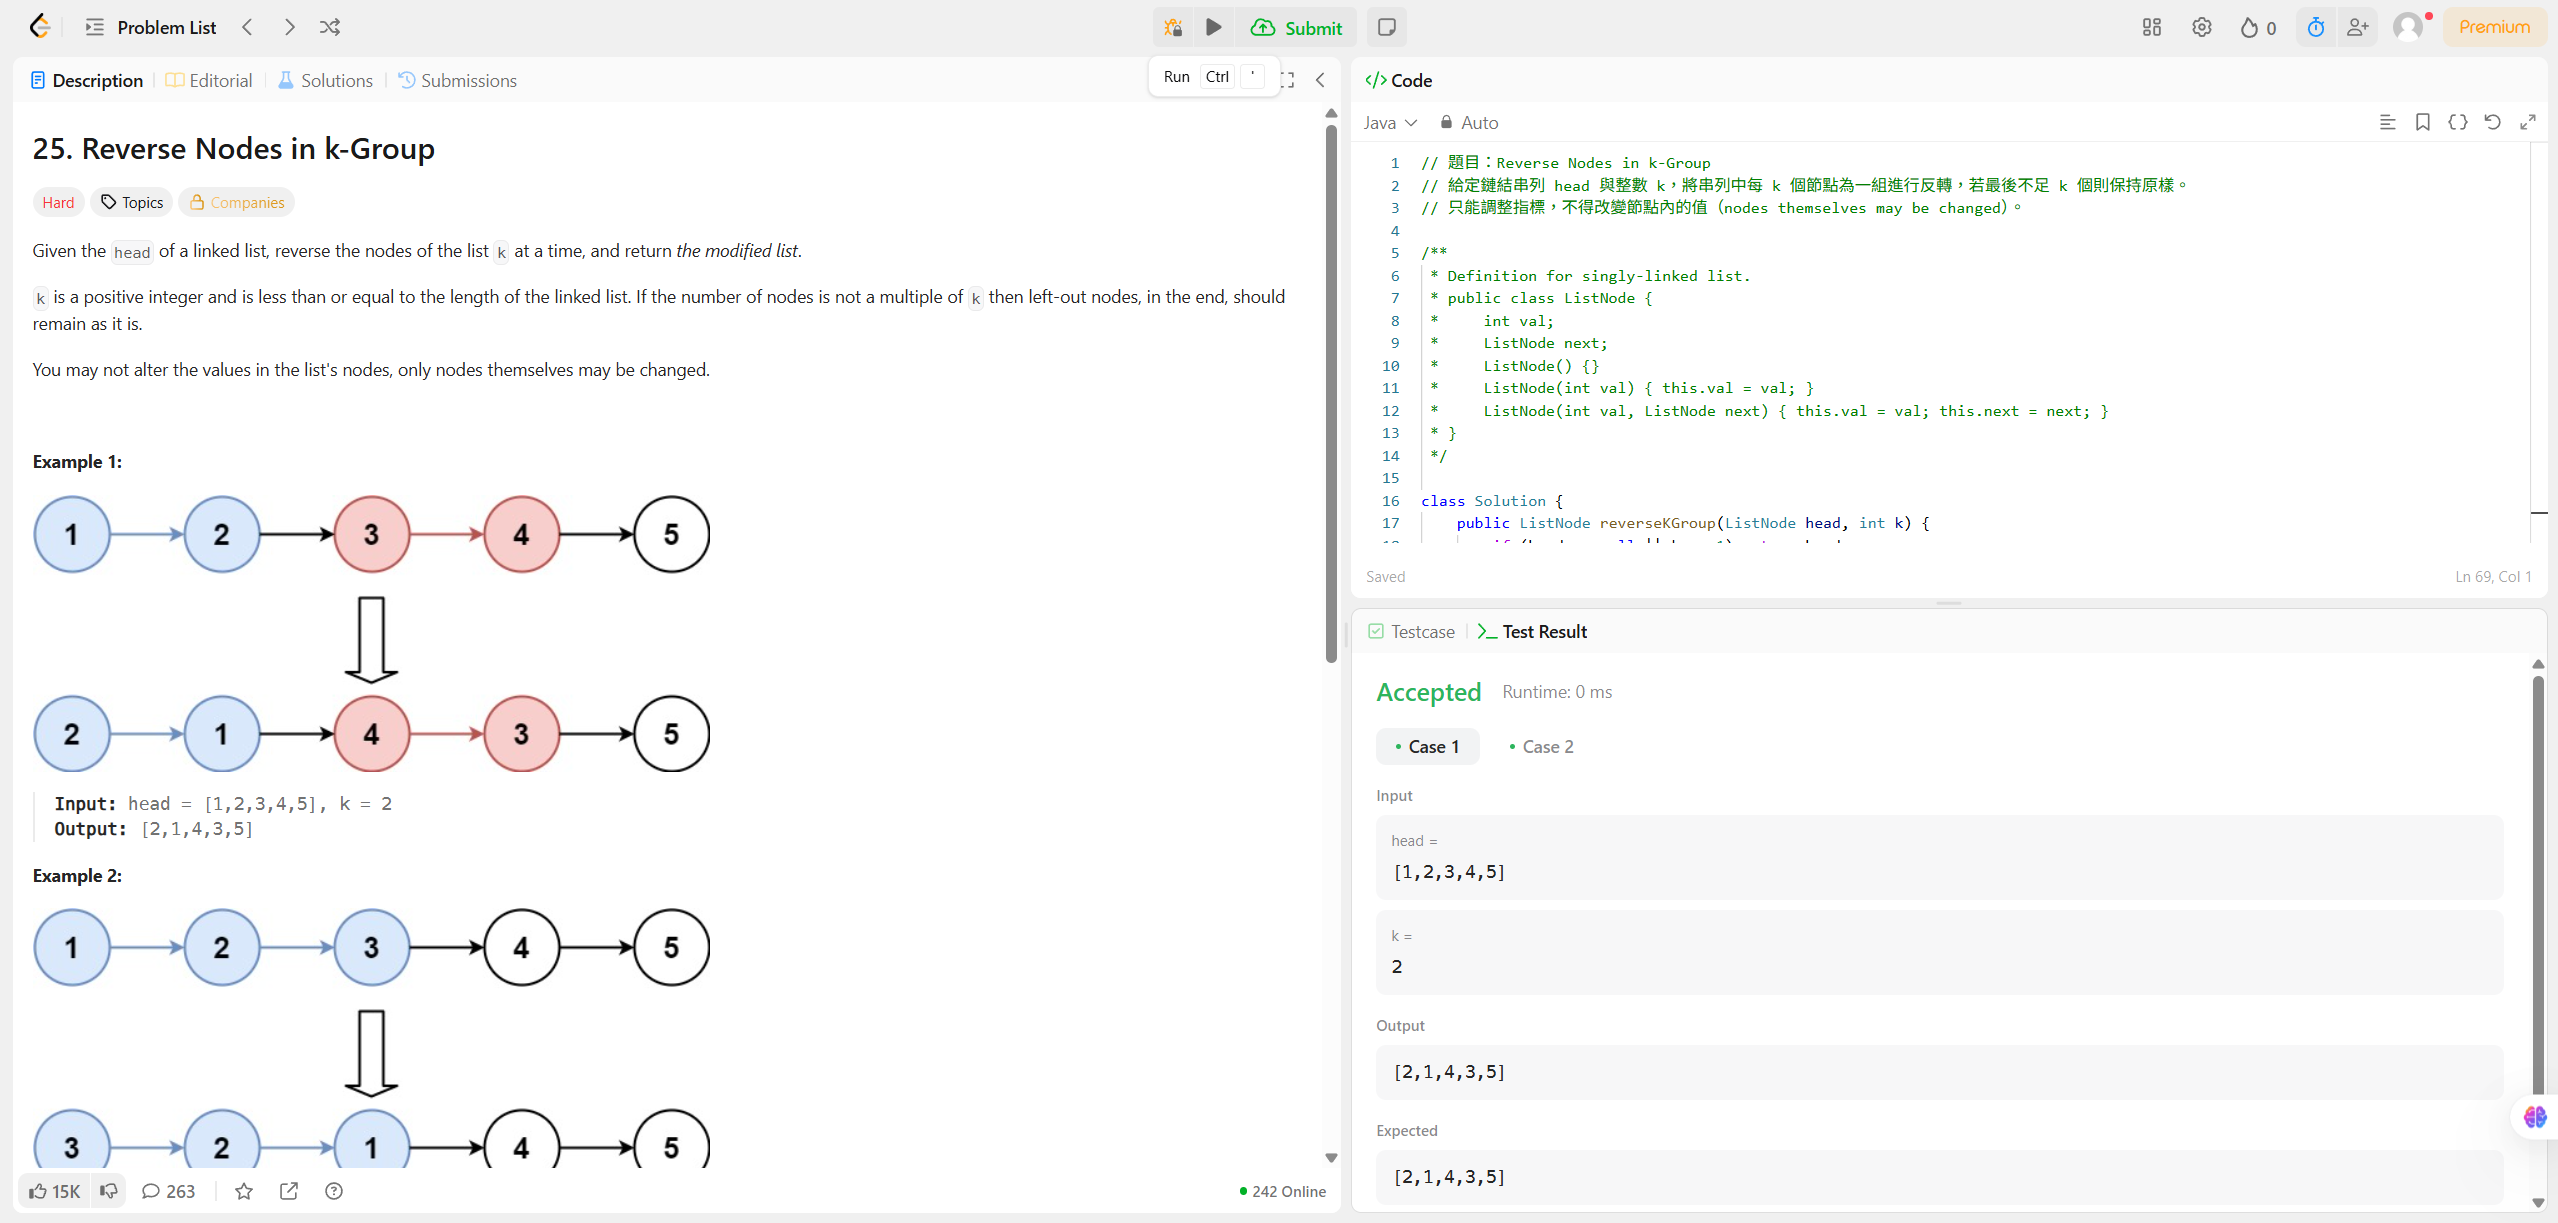 Problem List
Submit
0
Premium
Description
Editorial
Solutions
Submissions
Run Ctrl '
25. Reverse Nodes in k-Group
Hard
Topics
Companies
Given the head of a linked list, reverse the nodes of the list k at a time, and return the modified list.
k is a positive integer and is less than or equal to the length of the linked list. If the number of nodes is not a multiple of k then left-out nodes, in the end, should
remain as it is.
You may not alter the values in the list's nodes, only nodes themselves may be changed.
Example 1:
1 2 3 4 5
2 1 4 3 5
Input: head = [1,2,3,4,5], k = 2
Output: [2,1,4,3,5]
Example 2:
1 2 3 4 5
3 2 1 4 5
15K
263
242 Online
</> Code
Java
Auto
1 // 題目：Reverse Nodes in k-Group
2 // 給定鏈結串列 head 與整數 k，將串列中每 k 個節點為一組進行反轉，若最後不足 k 個則保持原樣。
3 // 只能調整指標，不得改變節點內的值（nodes themselves may be changed）。
4
5 /**
6 * Definition for singly-linked list.
7 * public class ListNode {
8 *     int val;
9 *     ListNode next;
10 *     ListNode() {}
11 *     ListNode(int val) { this.val = val; }
12 *     ListNode(int val, ListNode next) { this.val = val; this.next = next; }
13 * }
14 */
15
16 class Solution {
17     public ListNode reverseKGroup(ListNode head, int k) {
Saved
Ln 69, Col 1
Testcase
>_ Test Result
Accepted
Runtime: 0 ms
Case 1
Case 2
Input
head =
[1,2,3,4,5]
k =
2
Output
[2,1,4,3,5]
Expected
[2,1,4,3,5]